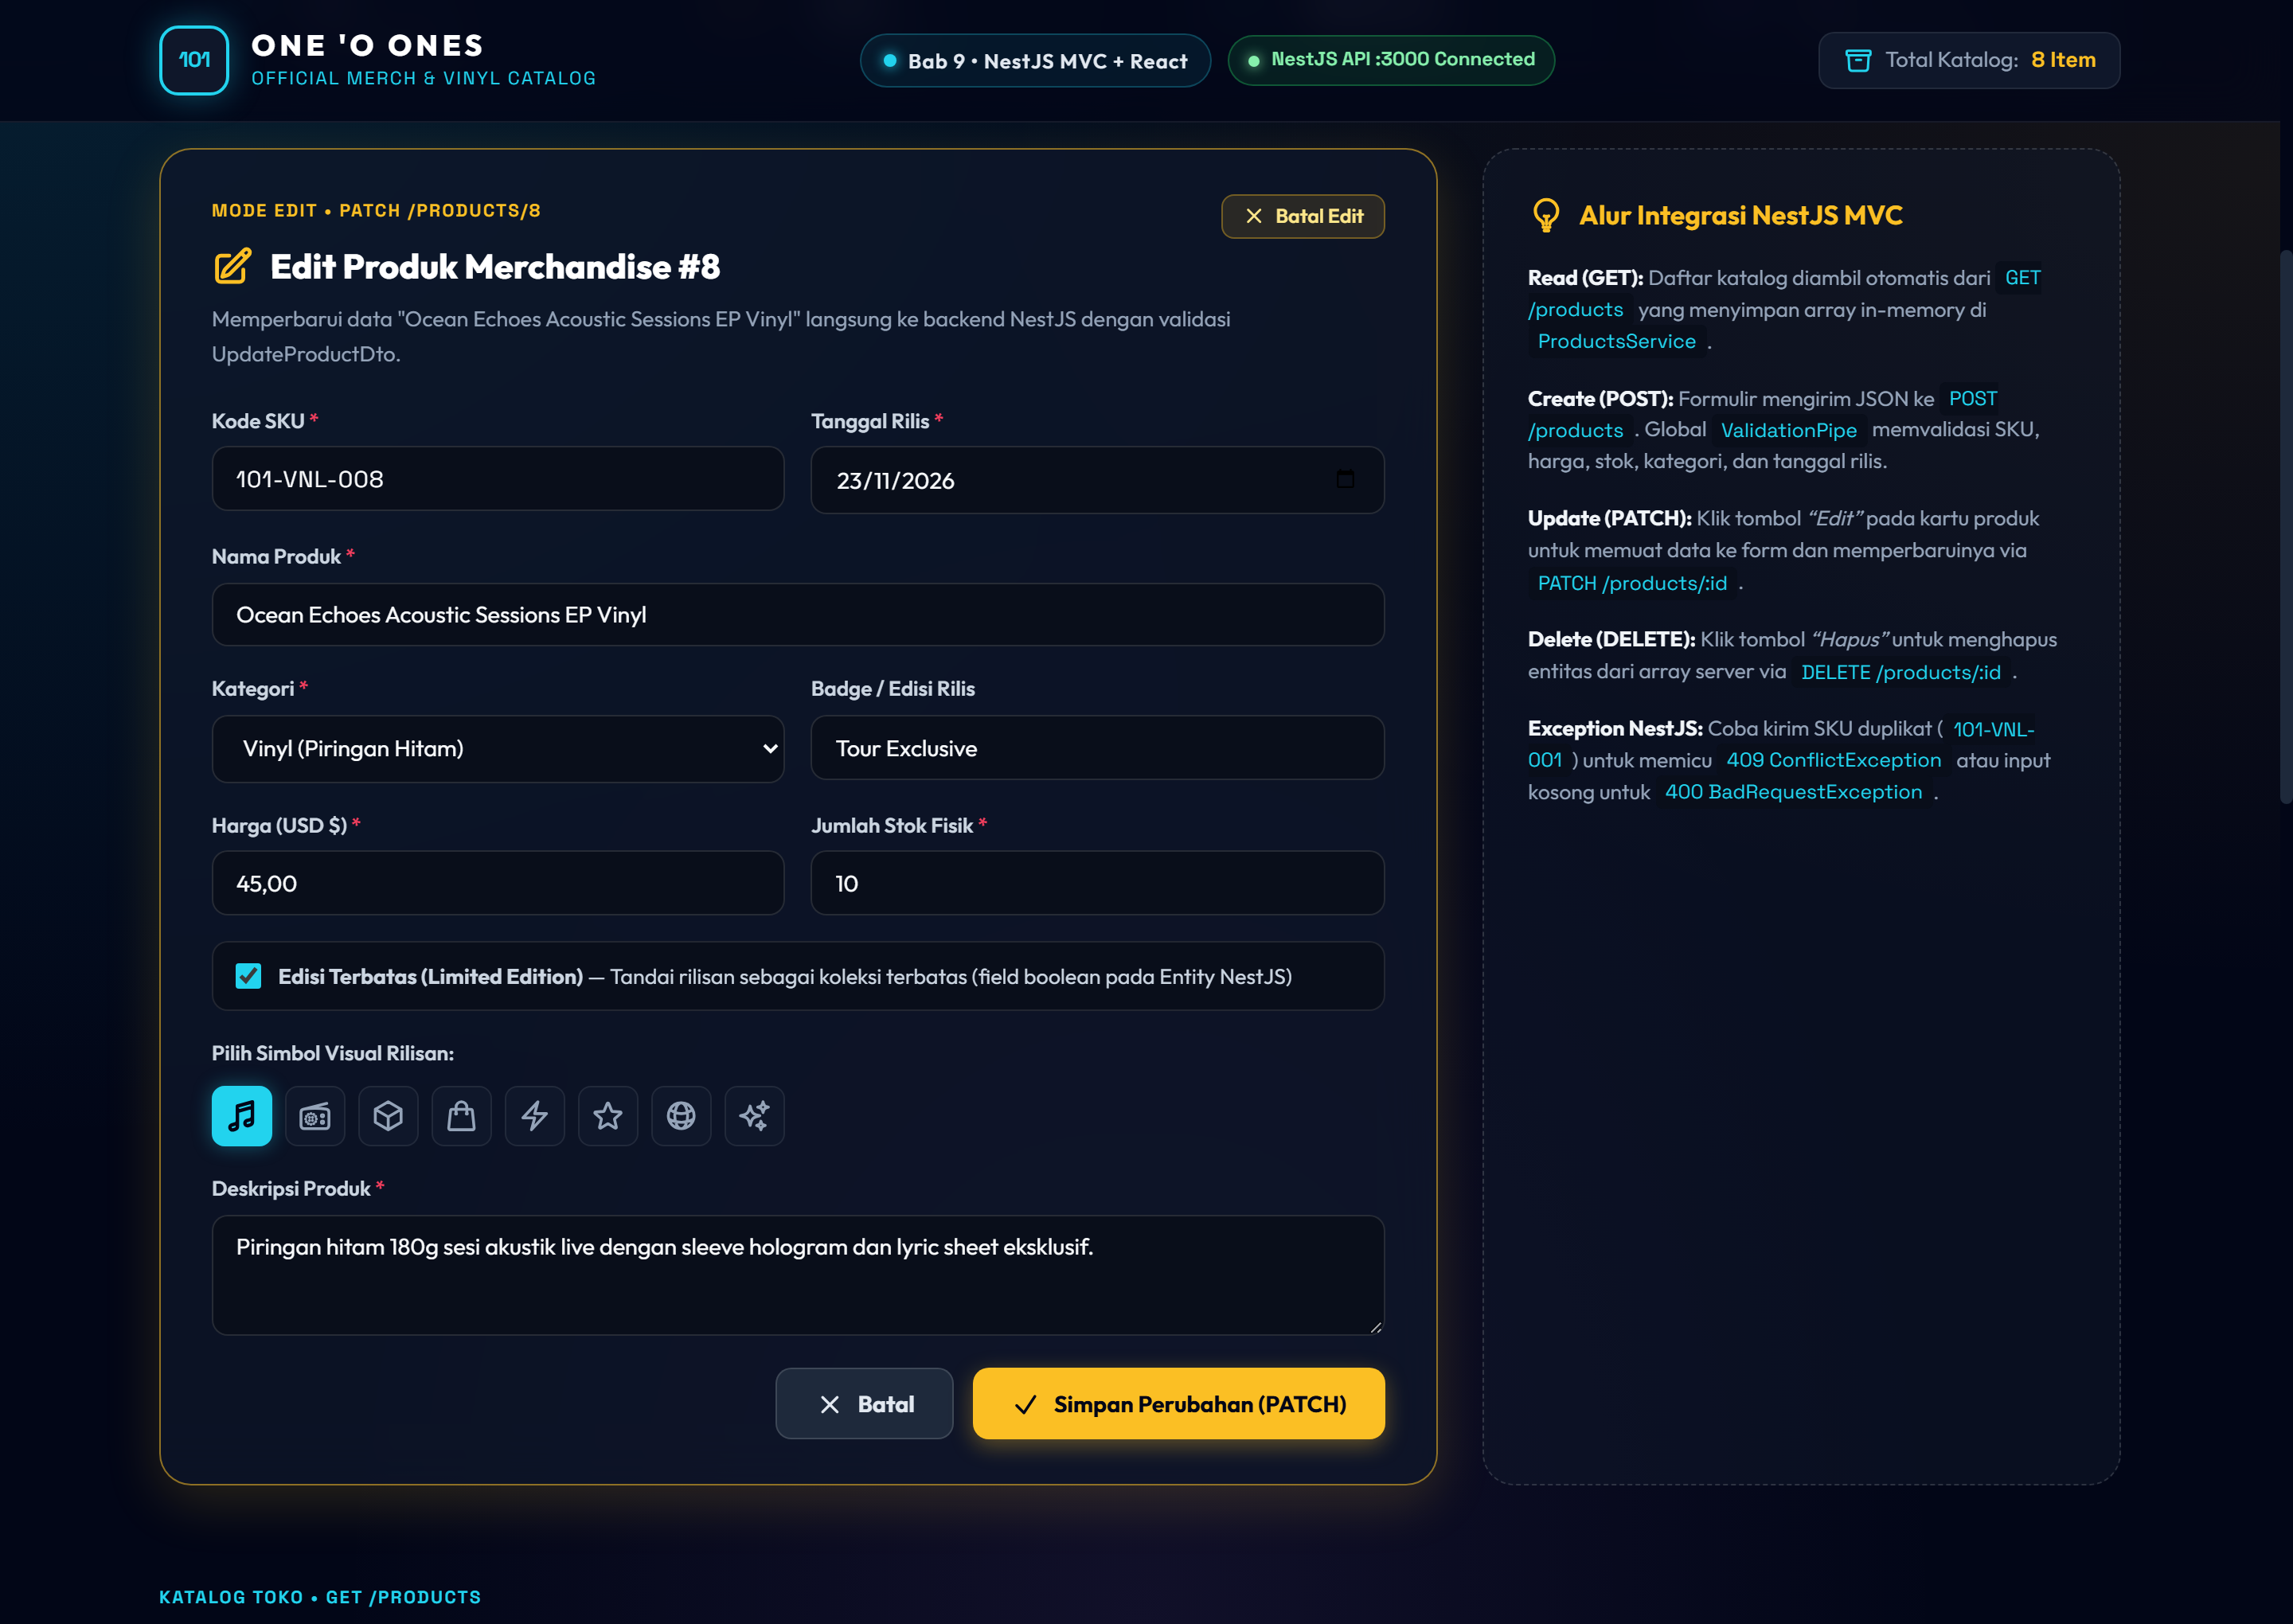 101
ONE 'O ONES
OFFICIAL MERCH & VINYL CATALOG
Bab 9 • NestJS MVC + React
NestJS API :3000 Connected
Total Katalog: 8 Item
MODE EDIT • PATCH /PRODUCTS/8
Batal Edit
Edit Produk Merchandise #8
Memperbarui data "Ocean Echoes Acoustic Sessions EP Vinyl" langsung ke backend NestJS dengan validasi
UpdateProductDto.
Kode SKU *
Tanggal Rilis *
101-VNL-008
23/11/2026
Nama Produk *
Ocean Echoes Acoustic Sessions EP Vinyl
Kategori *
Badge / Edisi Rilis
Vinyl (Piringan Hitam)
Tour Exclusive
Harga (USD $) *
Jumlah Stok Fisik *
45,00
10
Edisi Terbatas (Limited Edition) — Tandai rilisan sebagai koleksi terbatas (field boolean pada Entity NestJS)
Pilih Simbol Visual Rilisan:
Deskripsi Produk *
Piringan hitam 180g sesi akustik live dengan sleeve hologram dan lyric sheet eksklusif.
Batal
Simpan Perubahan (PATCH)
Alur Integrasi NestJS MVC
Read (GET): Daftar katalog diambil otomatis dari GET
/products yang menyimpan array in-memory di
ProductsService .
Create (POST): Formulir mengirim JSON ke POST
/products . Global ValidationPipe memvalidasi SKU,
harga, stok, kategori, dan tanggal rilis.
Update (PATCH): Klik tombol “Edit” pada kartu produk
untuk memuat data ke form dan memperbaruinya via
PATCH /products/:id .
Delete (DELETE): Klik tombol “Hapus” untuk menghapus
entitas dari array server via DELETE /products/:id .
Exception NestJS: Coba kirim SKU duplikat ( 101-VNL-
001 ) untuk memicu 409 ConflictException atau input
kosong untuk 400 BadRequestException .
KATALOG TOKO • GET /PRODUCTS